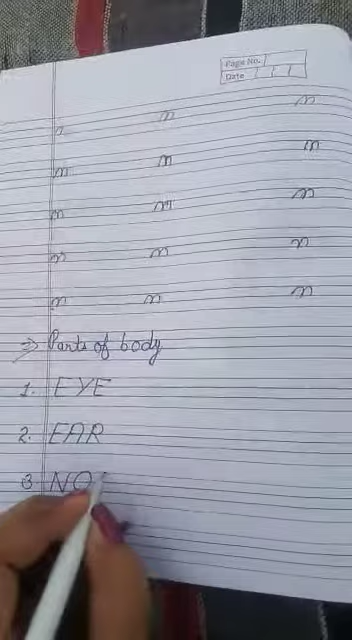 Page No.
Date / / /
n n n
m n n
m m n
n n n
m n n
⇒ Parts of body
1. EYE
2. EAR
3 NO